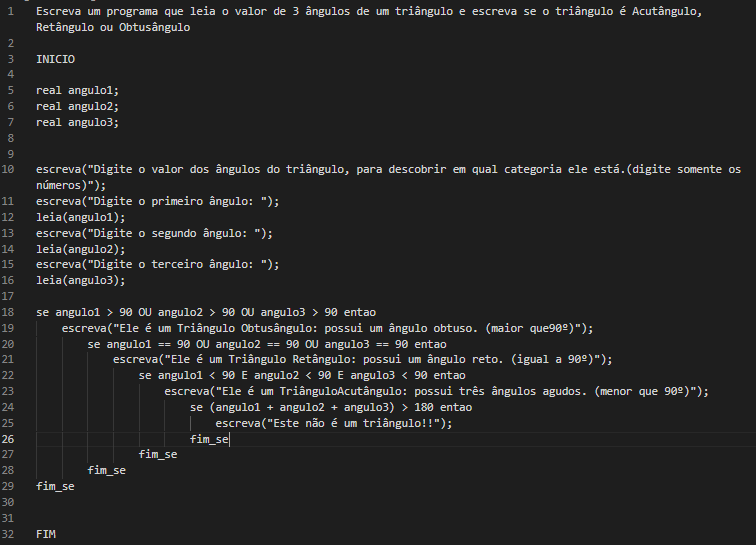 1 Escreva um programa que leia o valor de 3 ângulos de um triângulo e escreva se o triângulo é Acutângulo,
Retângulo ou Obtusângulo
2
3 INICIO
4
5 real angulo1;
6 real angulo2;
7 real angulo3;
8
9
10 escreva("Digite o valor dos ângulos do triângulo, para descobrir em qual categoria ele está.(digite somente os
números)");
11 escreva("Digite o primeiro ângulo: ");
12 leia(angulo1);
13 escreva("Digite o segundo ângulo: ");
14 leia(angulo2);
15 escreva("Digite o terceiro ângulo: ");
16 leia(angulo3);
17
18 se angulo1 > 90 OU angulo2 > 90 OU angulo3 > 90 entao
19 escreva("Ele é um Triângulo Obtusângulo: possui um ângulo obtuso. (maior que90º)");
20 se angulo1 == 90 OU angulo2 == 90 OU angulo3 == 90 entao
21 escreva("Ele é um Triângulo Retângulo: possui um ângulo reto. (igual a 90º)");
22 se angulo1 < 90 E angulo2 < 90 E angulo3 < 90 entao
23 escreva("Ele é um TriânguloAcutângulo: possui três ângulos agudos. (menor que 90º)");
24 se (angulo1 + angulo2 + angulo3) > 180 entao
25 escreva("Este não é um triângulo!!");
26 fim_se
27 fim_se
28 fim_se
29 fim_se
30
31
32 FIM